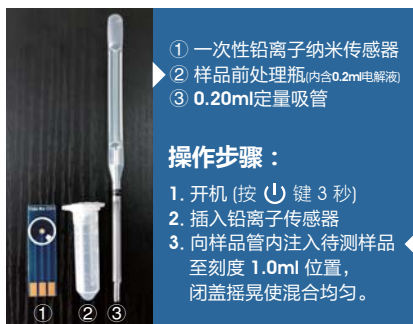 ① 一次性铅离子纳米传感器
② 样品前处理瓶(内含0.2ml电解液)
③ 0.20ml定量吸管
操作步骤：
1. 开机 (按 键 3 秒)
2. 插入铅离子传感器
3. 向样品管内注入待测样品
至刻度 1.0ml 位置，
闭盖摇晃使混合均匀。
① ② ③